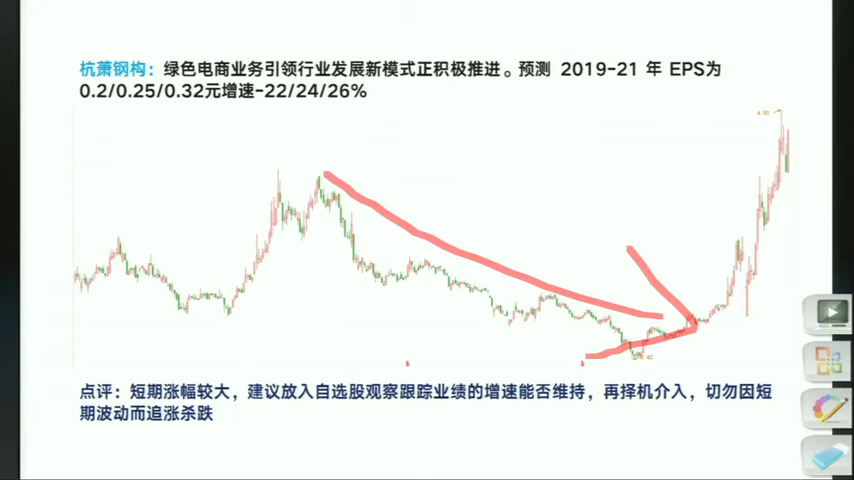 杭萧钢构：绿色电商业务引领行业发展新模式正积极推进。预测 2019-21 年 EPS为
0.2/0.25/0.32元增速-22/24/26%
点评：短期涨幅较大，建议放入自选股观察跟踪业绩的增速能否维持，再择机介入，切勿因短
期波动而追涨杀跌